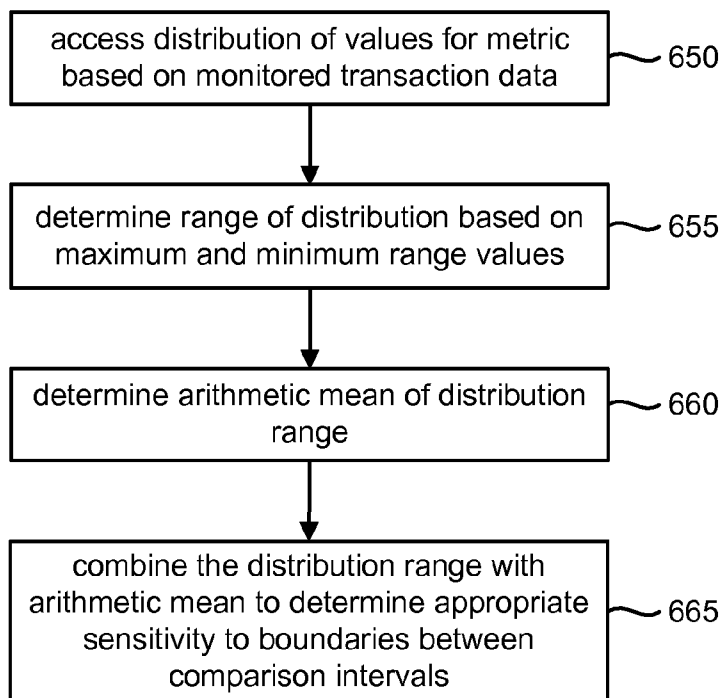 access distribution of values for metric
based on monitored transaction data
650
determine range of distribution based on
maximum and minimum range values
655
determine arithmetic mean of distribution
range
660
combine the distribution range with
arithmetic mean to determine appropriate
sensitivity to boundaries between
comparison intervals
665